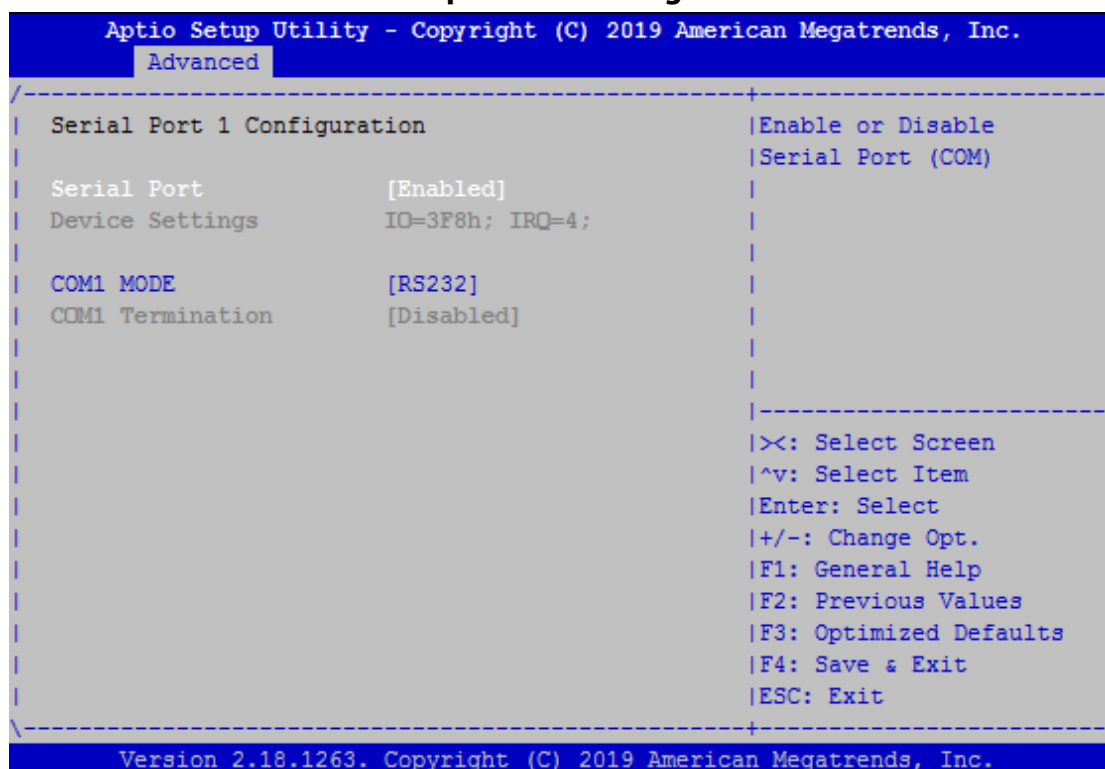 Aptio Setup Utility - Copyright (C) 2019 American Megatrends, Inc.
Advanced
/----------------------------------------------------+-------------------------
| Serial Port 1 Configuration |Enable or Disable
| |Serial Port (COM)
| Serial Port [Enabled] |
| Device Settings IO=3F8h; IRQ=4; |
| |
| COM1 MODE [RS232] |
| COM1 Termination [Disabled] |
| |
| |
| |-------------------------
| |><: Select Screen
| |^v: Select Item
| |Enter: Select
| |+/-: Change Opt.
| |F1: General Help
| |F2: Previous Values
| |F3: Optimized Defaults
| |F4: Save & Exit
| |ESC: Exit
\----------------------------------------------------+-------------------------
Version 2.18.1263. Copyright (C) 2019 American Megatrends, Inc.